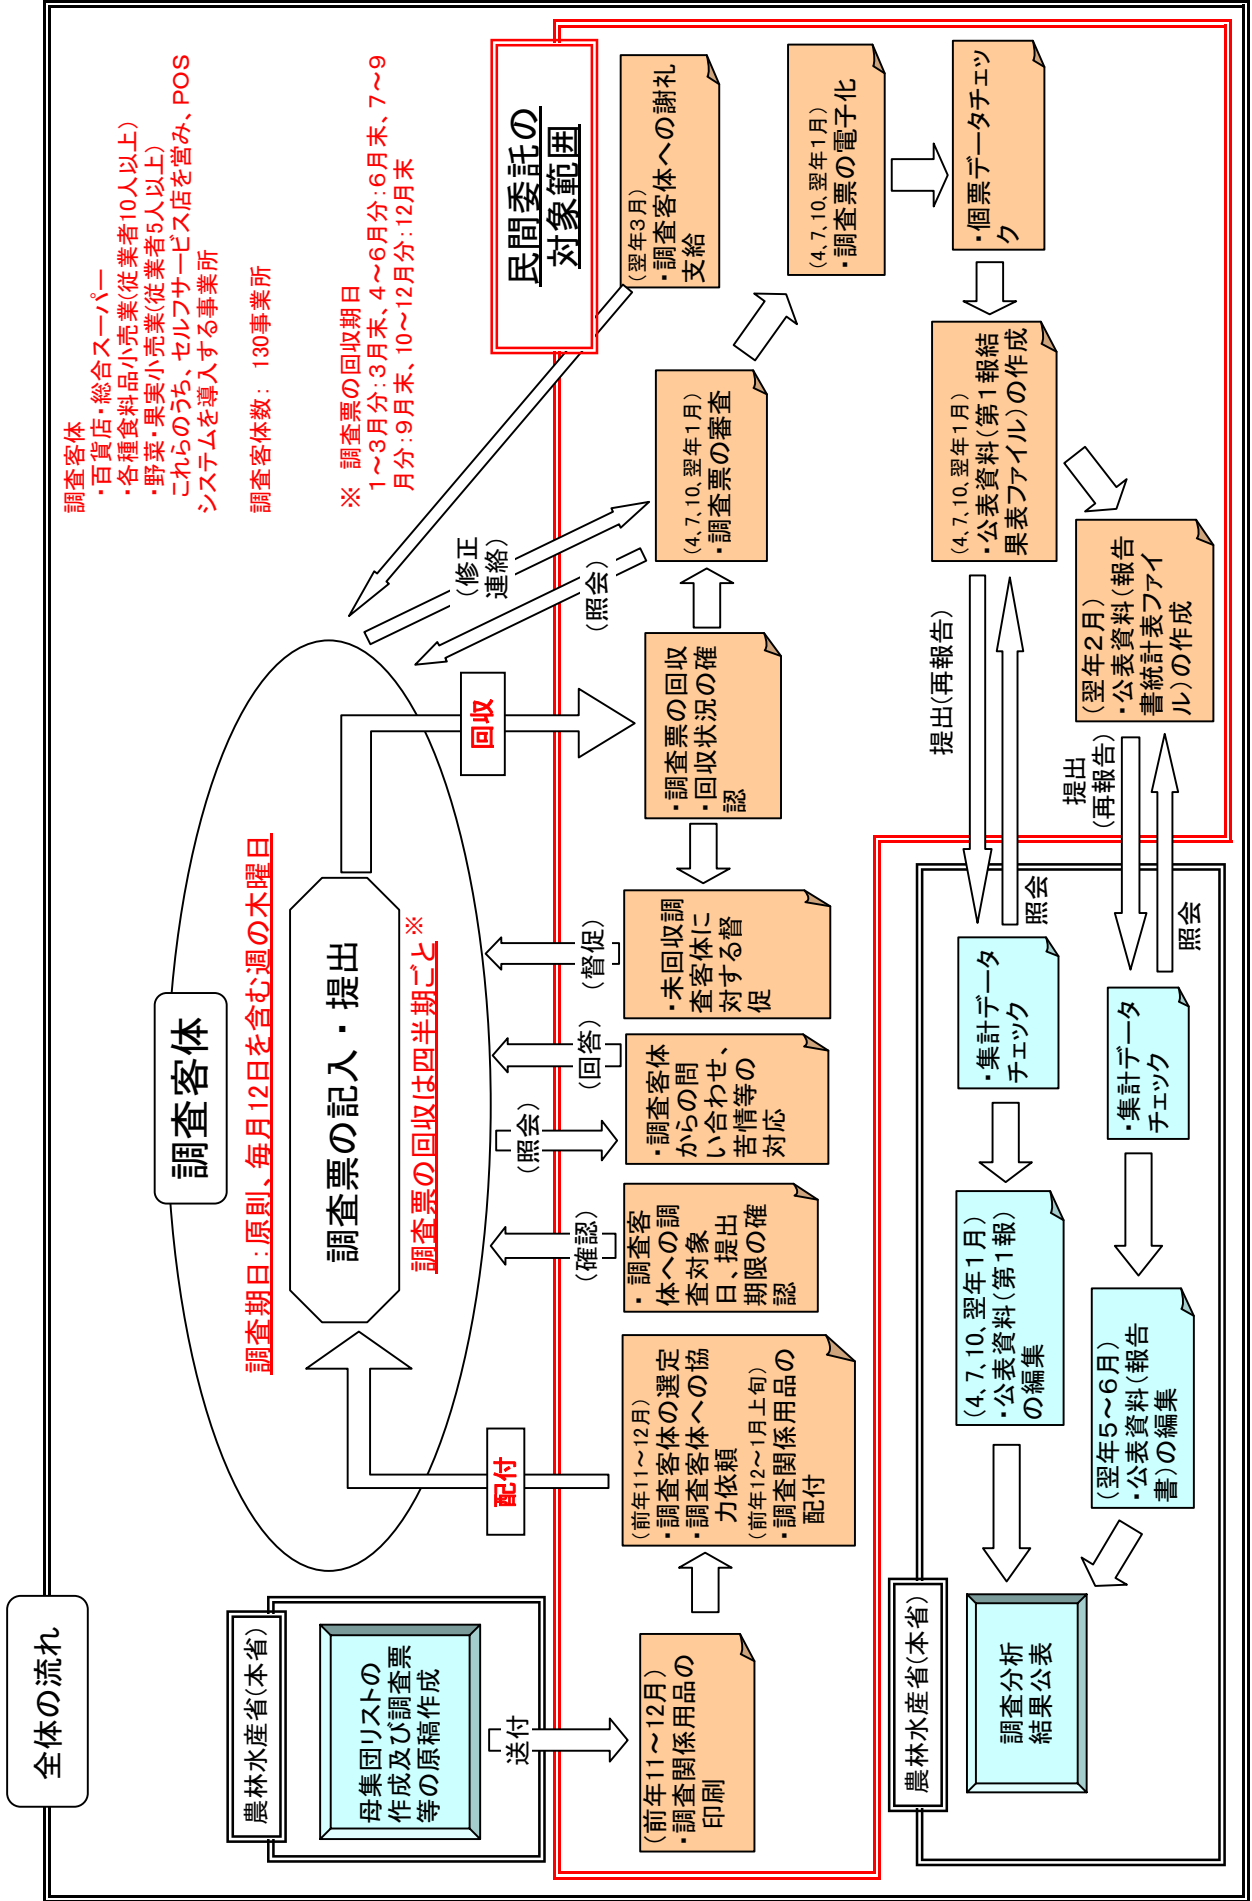 全体の流れ
農林水産省(本省)
母集団リストの
作成及び調査票
等の原稿作成
送付
(前年11～12月)
・調査関係用品の
印刷
調査客体
調査期日:原則、毎月12日を含む週の木曜日
調査票の記入・提出
調査票の回収は四半期ごと※
配付
回収
調査客体
・百貨店・総合スーパー
・各種食料品小売業(従業者10人以上)
・野菜・果実小売業(従業者5人以上)
これらのうち、セルフサービス店を営み、POS
システムを導入する事業所
調査客体数: 130事業所
※ 調査票の回収期日
1～3月分:3月末、4～6月分:6月末、7～9
月分:9月末、10～12月分:12月末
民間委託の
対象範囲
(前年11～12月)
・調査客体の選定
・調査客体への協
力依頼
(前年12～1月上旬)
・調査関係用品の
配付
(確認)
・調査客
体への調
査対象
日、提出
期限の確
認
(照会)
(回答)
・調査客体
からの問
い合わせ、
苦情等の
対応
(督促)
・未回収調
査客体に
対する督
促
・調査票の回収
・回収状況の確
認
(修正
連絡)
(照会)
(4、7、10、翌年1月)
・調査票の審査
(翌年3月)
・調査客体への謝礼
支給
(4、7、10、翌年1月)
・調査票の電子化
・個票データチェッ
ク
(4、7、10、翌年1月)
・公表資料(第1報結
果表ファイル)の作成
(翌年2月)
・公表資料(報告
書統計表ファイ
ル)の作成
提出(再報告)
照会
提出
(再報告)
照会
農林水産省(本省)
・集計データ
チェック
(4、7、10、翌年1月)
・公表資料(第1報)
の編集
・集計データ
チェック
(翌年5～6月)
・公表資料(報告
書)の編集
調査分析
結果公表